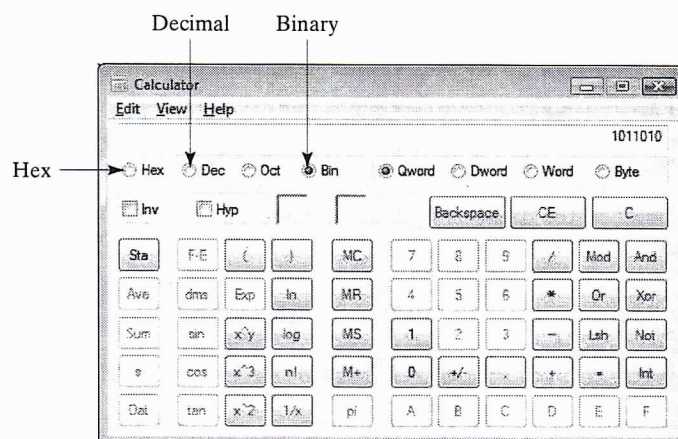 Decimal Binary
Calculator
Edit View Help
1011010
Hex
Hex Dec Oct Bin Qword Dword Word Byte
Inv Hyp Backspace CE C
Sta F-E ( ) MC 7 8 9 / Mod And
Ave dms Exp ln MR 4 5 6 * Or Xor
Sum sin x^y log MS 1 2 3 - Lsh Not
s cos x^3 n! M+ 0 +/- . + = Int
Dat tan x^2 1/x pi A B C D E F